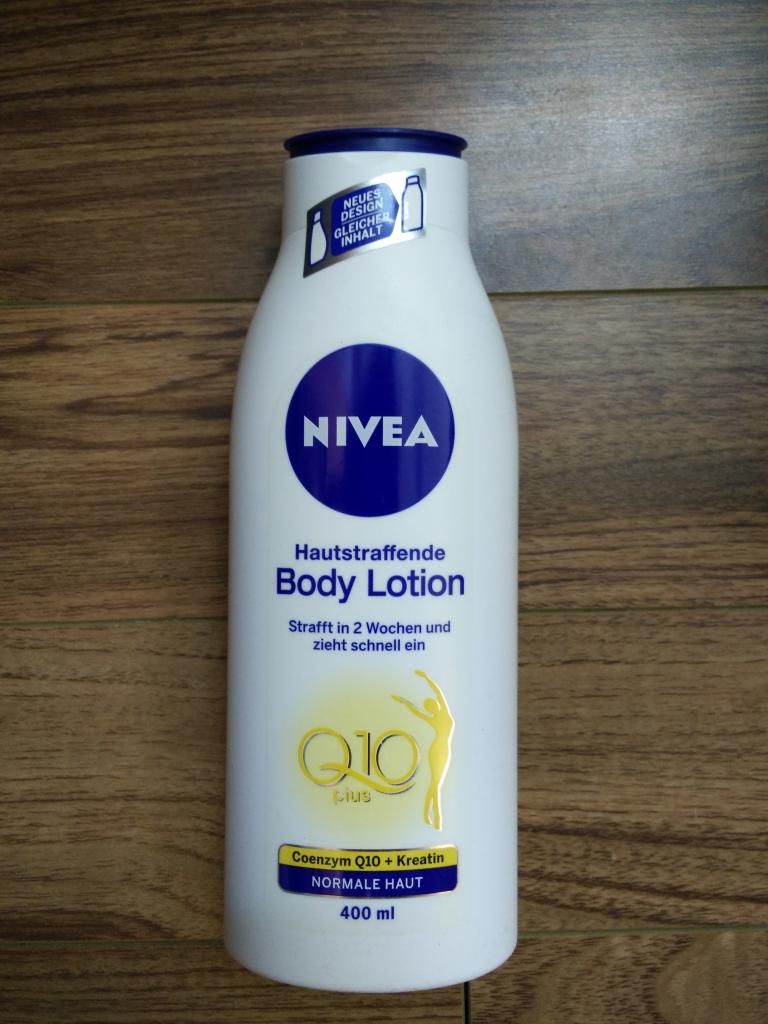 NEUES
DESIGN
GLEICHER
INHALT
NIVEA
Hautstraffende
Body Lotion
Strafft in 2 Wochen und
zieht schnell ein
Q10
plus
Coenzym Q10 + Kreatin
NORMALE HAUT
400 ml